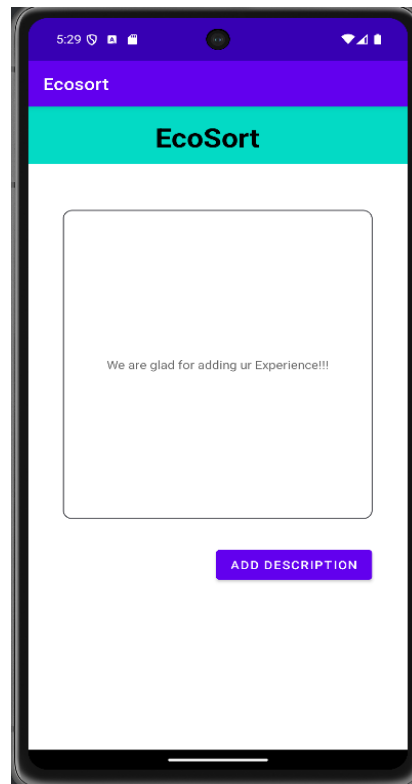 5:29
Ecosort
EcoSort
We are glad for adding ur Experience!!!
ADD DESCRIPTION